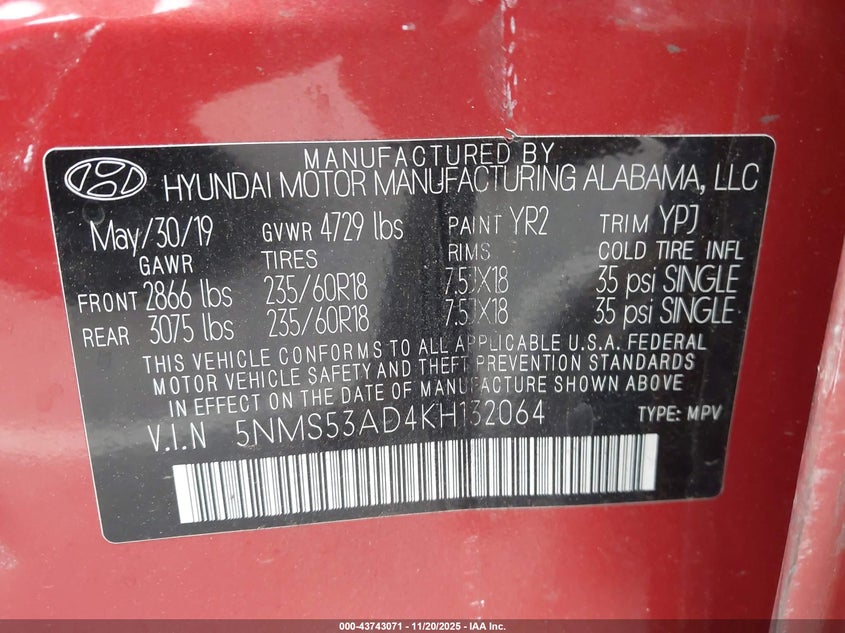 MANUFACTURED BY
HYUNDAI MOTOR MANUFACTURING ALABAMA, LLC
May/30/19 GVWR 4729 lbs PAINT YR2 TRIM YPJ
GAWR TIRES RIMS COLD TIRE INFL
FRONT 2866 lbs 235/60R18 7.5JX18 35 psi SINGLE
REAR 3075 lbs 235/60R18 7.5JX18 35 psi SINGLE
THIS VEHICLE CONFORMS TO ALL APPLICABLE U.S.A. FEDERAL
MOTOR VEHICLE SAFETY AND THEFT PREVENTION STANDARDS
IN EFFECT ON THE DATE OF MANUFACTURE SHOWN ABOVE
V.I.N 5NMS53AD4KH132064 TYPE: MPV
000-43743071 - 11/20/2025 - IAA Inc.